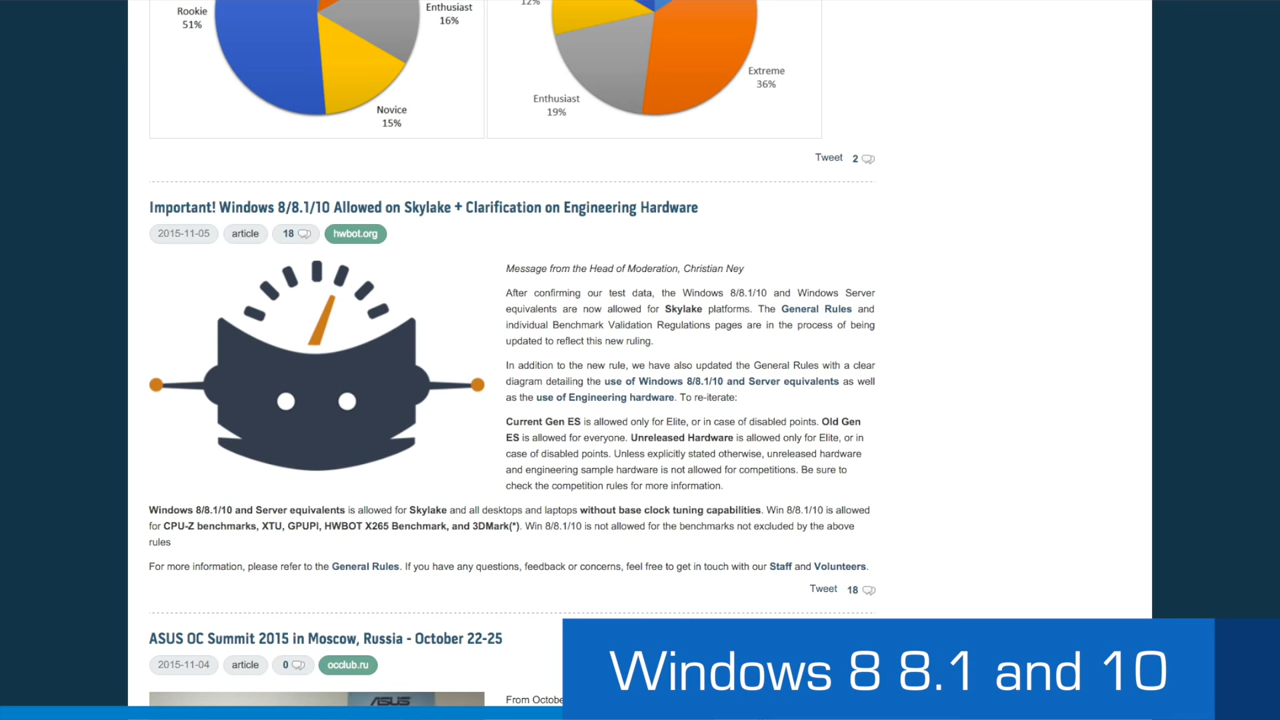 Rookie
51%
Enthusiast
16%
Novice
15%
12%
Enthusiast
19%
Extreme
36%
Tweet 2
Important! Windows 8/8.1/10 Allowed on Skylake + Clarification on Engineering Hardware
2015-11-05 article 18 hwbot.org
Message from the Head of Moderation, Christian Ney
After confirming our test data, the Windows 8/8.1/10 and Windows Server
equivalents are now allowed for Skylake platforms. The General Rules and
individual Benchmark Validation Regulations pages are in the process of being
updated to reflect this new ruling.
In addition to the new rule, we have also updated the General Rules with a clear
diagram detailing the use of Windows 8/8.1/10 and Server equivalents as well
as the use of Engineering hardware. To re-iterate:
Current Gen ES is allowed only for Elite, or in case of disabled points. Old Gen
ES is allowed for everyone. Unreleased Hardware is allowed only for Elite, or in
case of disabled points. Unless explicitly stated otherwise, unreleased hardware
and engineering sample hardware is not allowed for competitions. Be sure to
check the competition rules for more information.
Windows 8/8.1/10 and Server equivalents is allowed for Skylake and all desktops and laptops without base clock tuning capabilities. Win 8/8.1/10 is allowed
for CPU-Z benchmarks, XTU, GPUPI, HWBOT X265 Benchmark, and 3DMark(*). Win 8/8.1/10 is not allowed for the benchmarks not excluded by the above
rules
For more information, please refer to the General Rules. If you have any questions, feedback or concerns, feel free to get in touch with our Staff and Volunteers.
Tweet 18
ASUS OC Summit 2015 in Moscow, Russia - October 22-25
2015-11-04 article 0 occlub.ru
ASUS
From Octobe
Windows 8 8.1 and 10